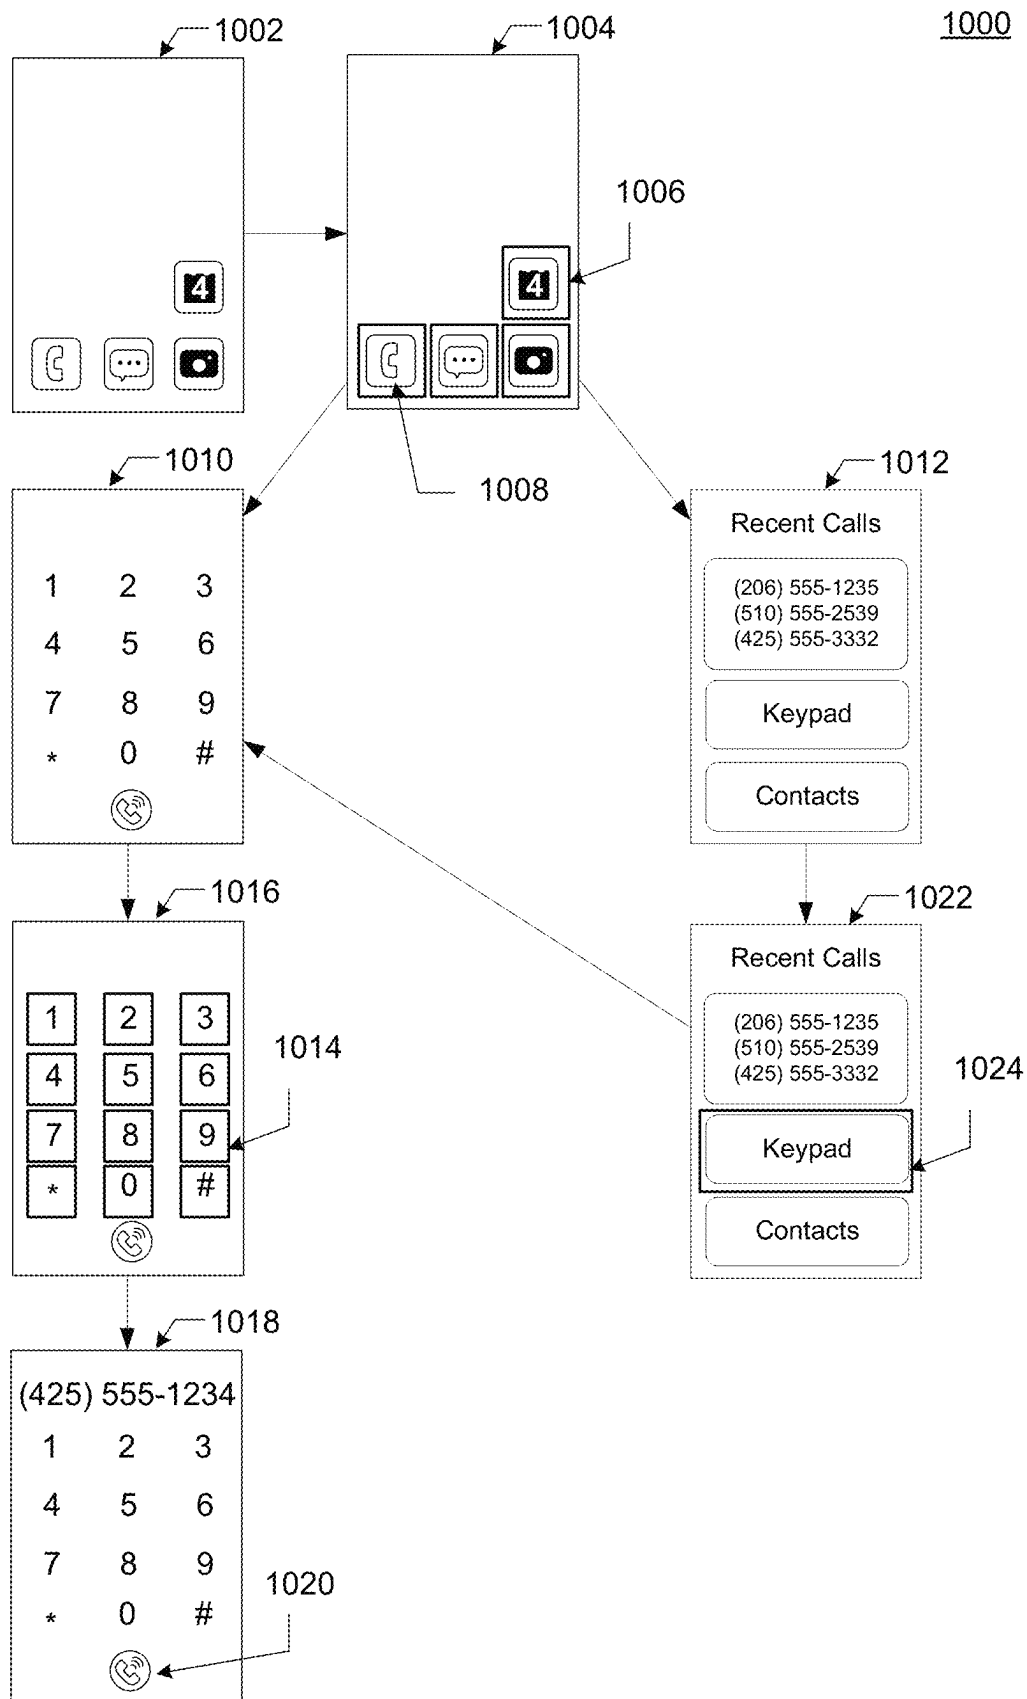 1000
1002
1004
4
1006
4
1008
1010
1 2 3
4 5 6
7 8 9
* 0 #
1012
Recent Calls
(206) 555-1235
(510) 555-2539
(425) 555-3332
Keypad
Contacts
1016
1 2 3
4 5 6
7 8 9
* 0 #
1014
1022
Recent Calls
(206) 555-1235
(510) 555-2539
(425) 555-3332
Keypad
Contacts
1024
1018
(425) 555-1234
1 2 3
4 5 6
7 8 9
* 0 #
1020